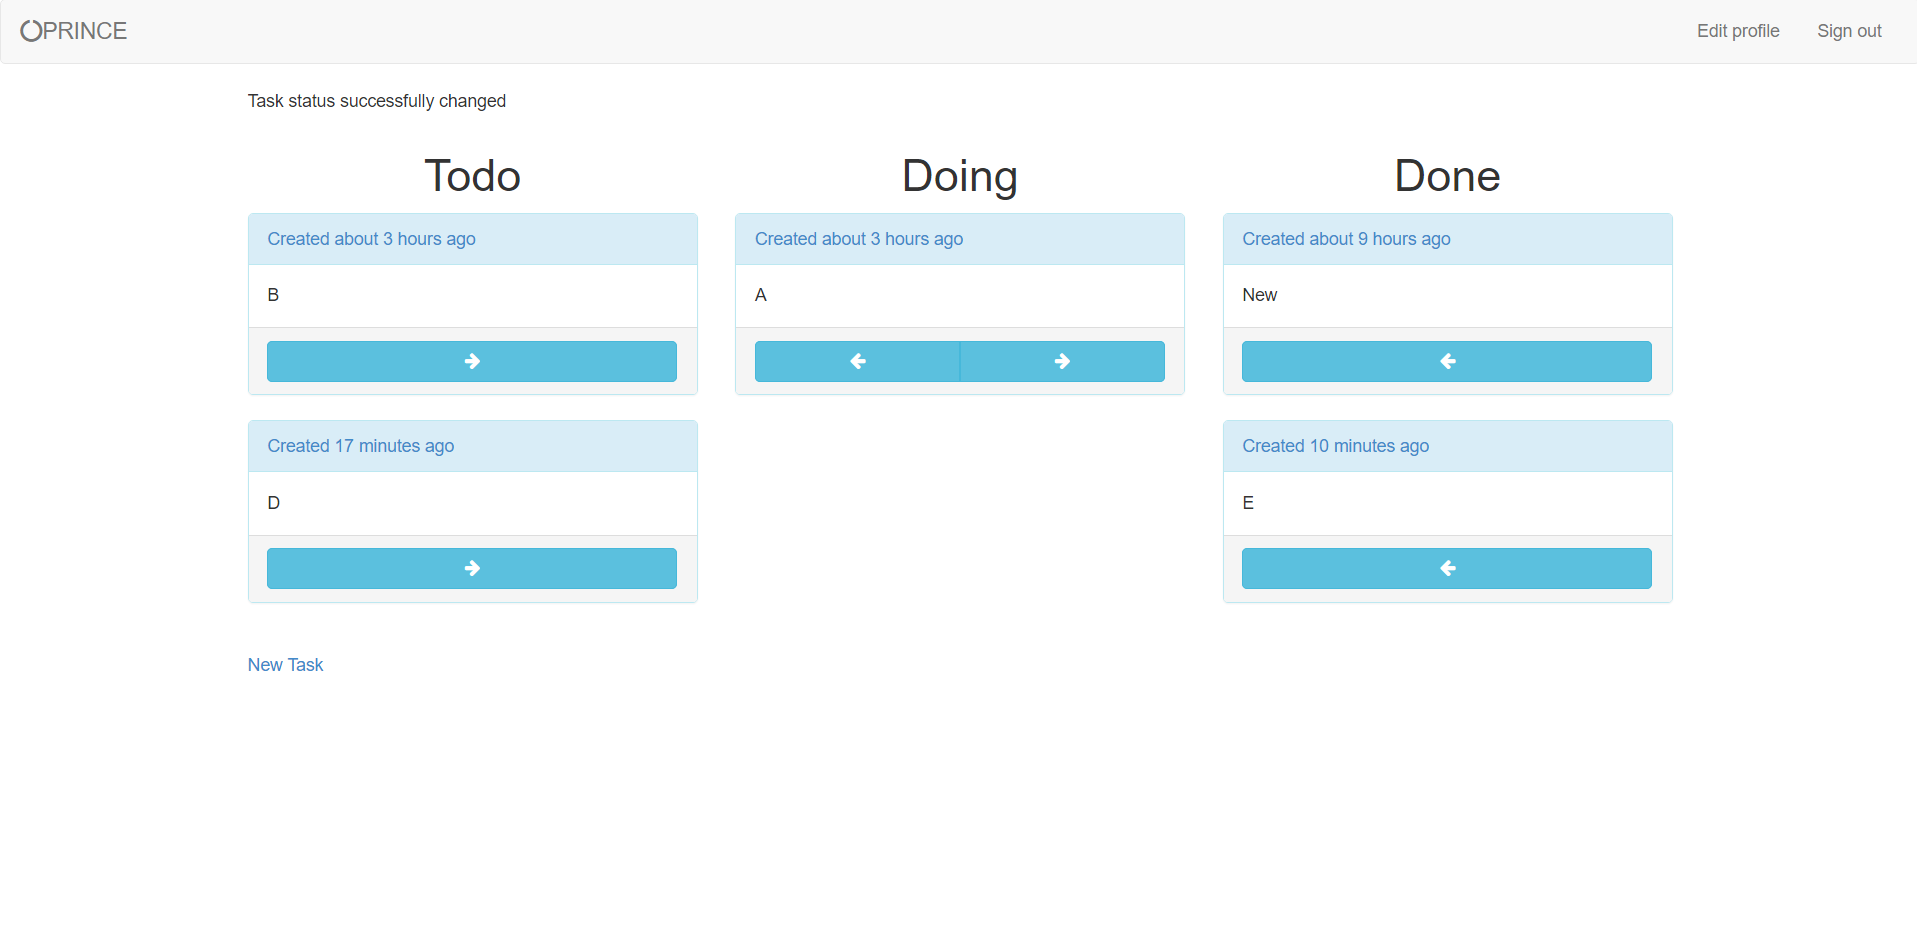 PRINCE Edit profile Sign out
Task status successfully changed
Todo
Created about 3 hours ago
B
Created 17 minutes ago
D
Doing
Created about 3 hours ago
A
Done
Created about 9 hours ago
New
Created 10 minutes ago
E
New Task